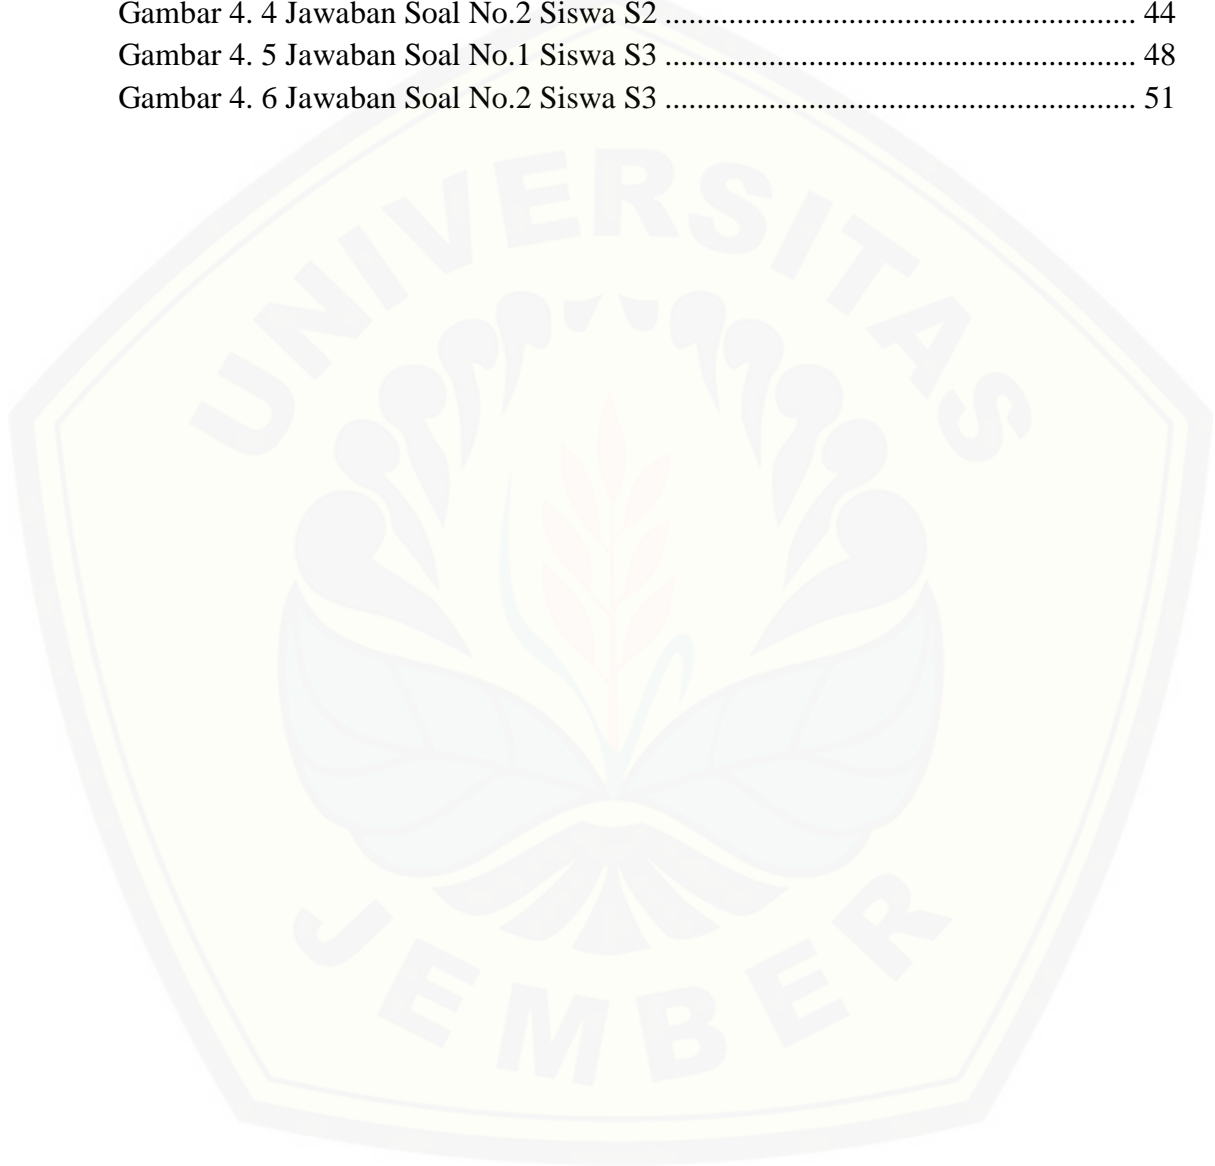 Gambar 4. 4 Jawaban Soal No.2 Siswa S2 ............................................................ 44
Gambar 4. 5 Jawaban Soal No.1 Siswa S3 ............................................................ 48
Gambar 4. 6 Jawaban Soal No.2 Siswa S3 ............................................................ 51
UNIVERSITAS
JEMBER